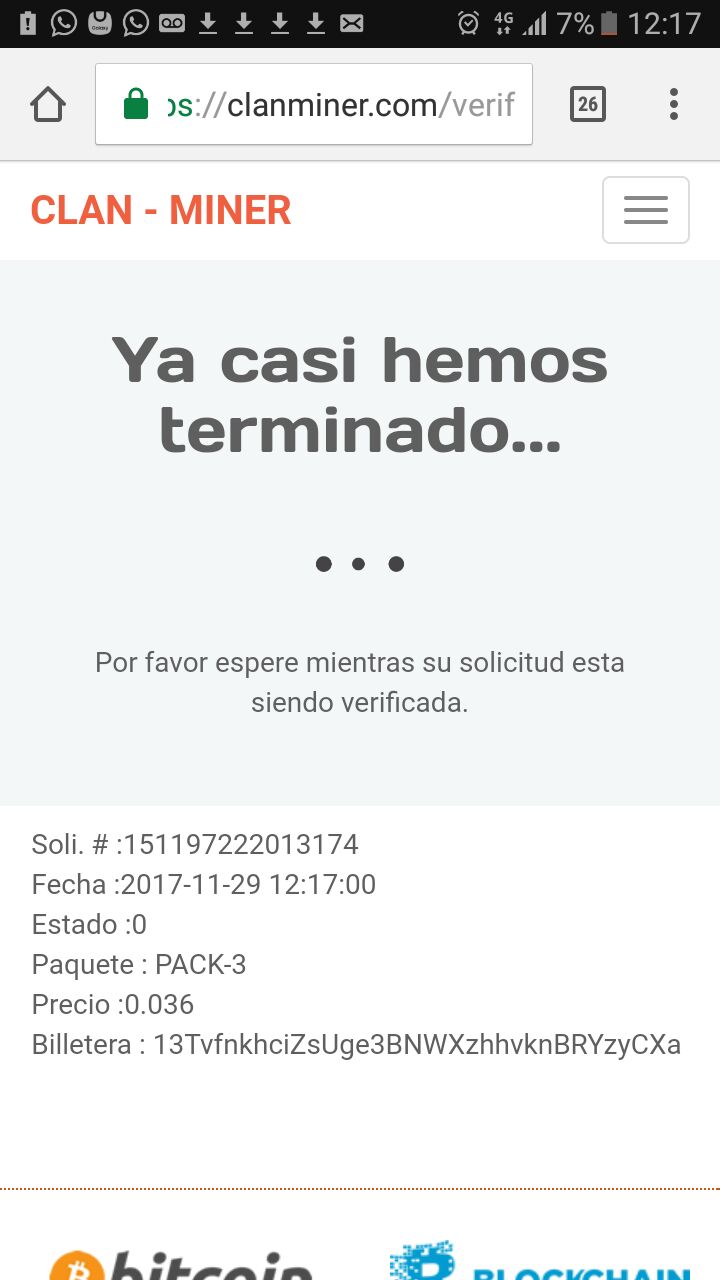 4G 7% 12:17
ps://clanminer.com/verif
26
CLAN - MINER
Ya casi hemos
terminado...
Por favor espere mientras su solicitud esta
siendo verificada.
Soli. # :151197222013174
Fecha :2017-11-29 12:17:00
Estado :0
Paquete : PACK-3
Precio :0.036
Billetera : 13TvfnkhciZsUge3BNWXzhhvknBRYzyCXa
bitcoin BLOCKCHAIN